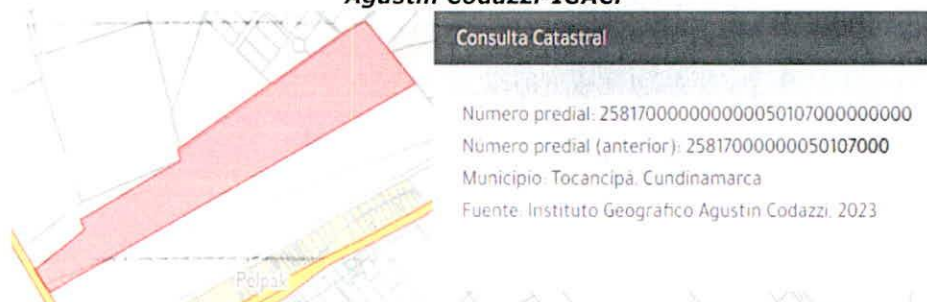 Agustín Codazzi-IGAC.
Consulta Catastral
Numero predial: 258170000000000050107000000000
Numero predial (anterior): 25817000000050107000
Municipio: Tocancipá, Cundinamarca
Fuente: Instituto Geográfico Agustin Codazzi, 2023
Pelpak